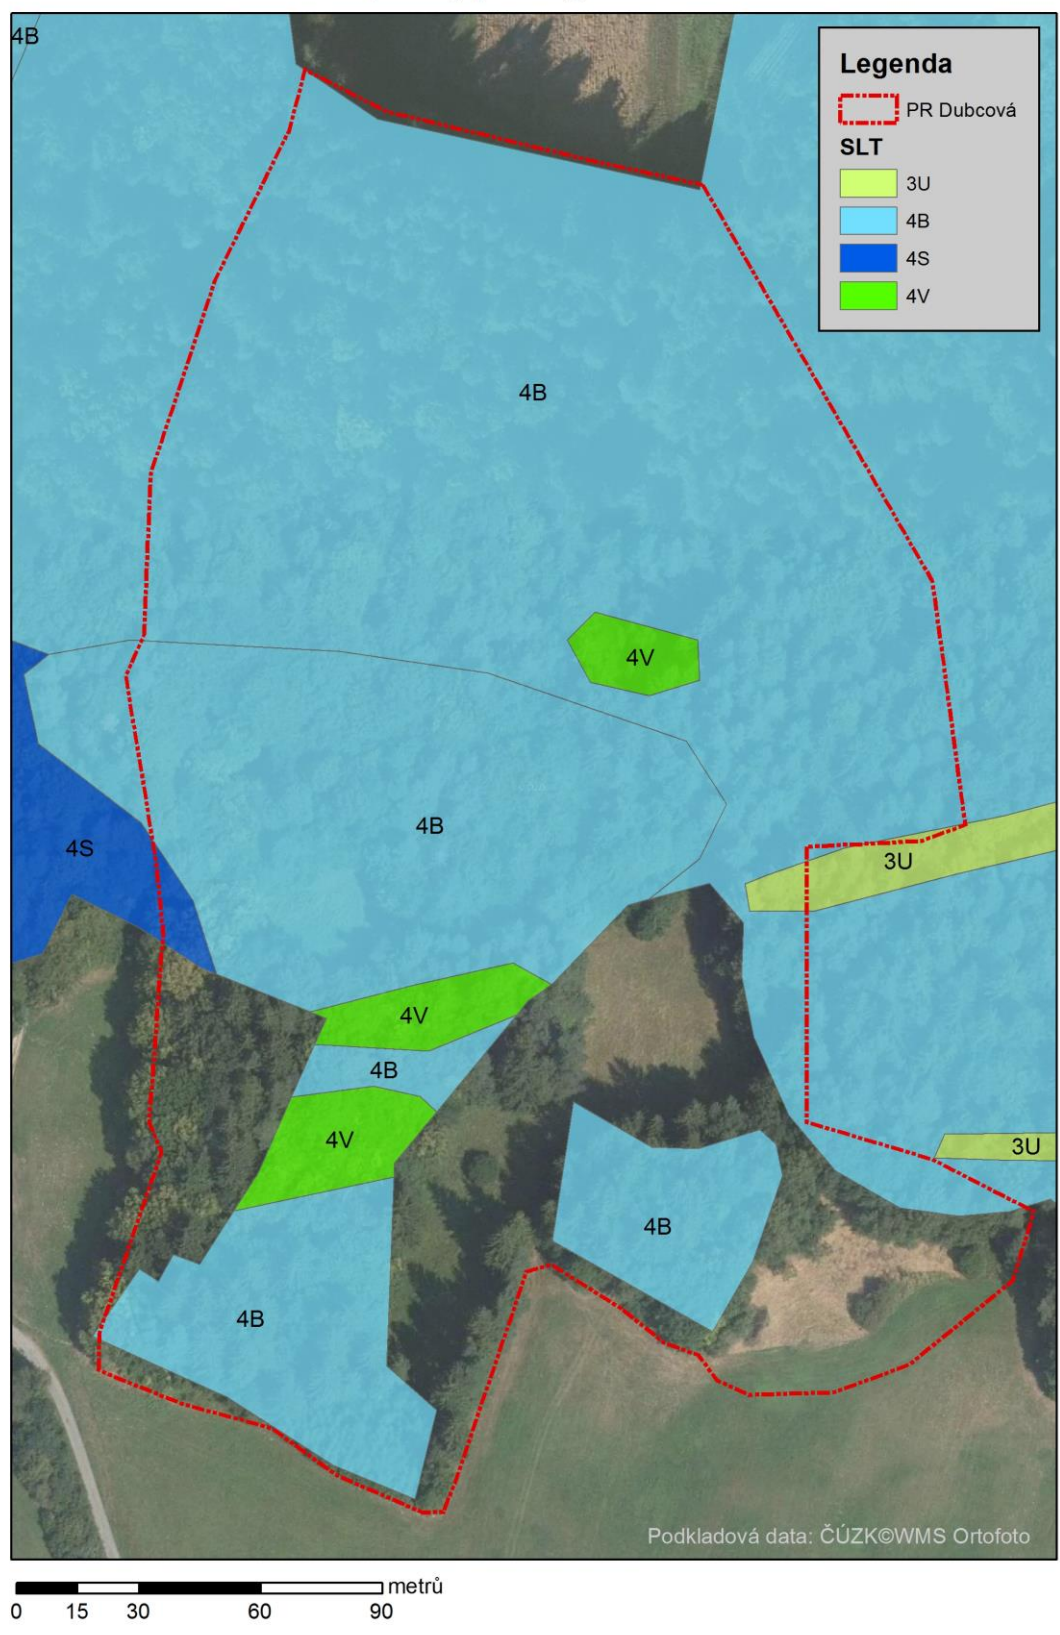 4B
Legenda
PR Dubcová
SLT
3U
4B
4S
4V
4B
4V
4B
4S
3U
4V
4B
4V
3U
4B
4B
Podkladová data: ČÚZK©WMS Ortofoto
metrů
0 15 30 60 90